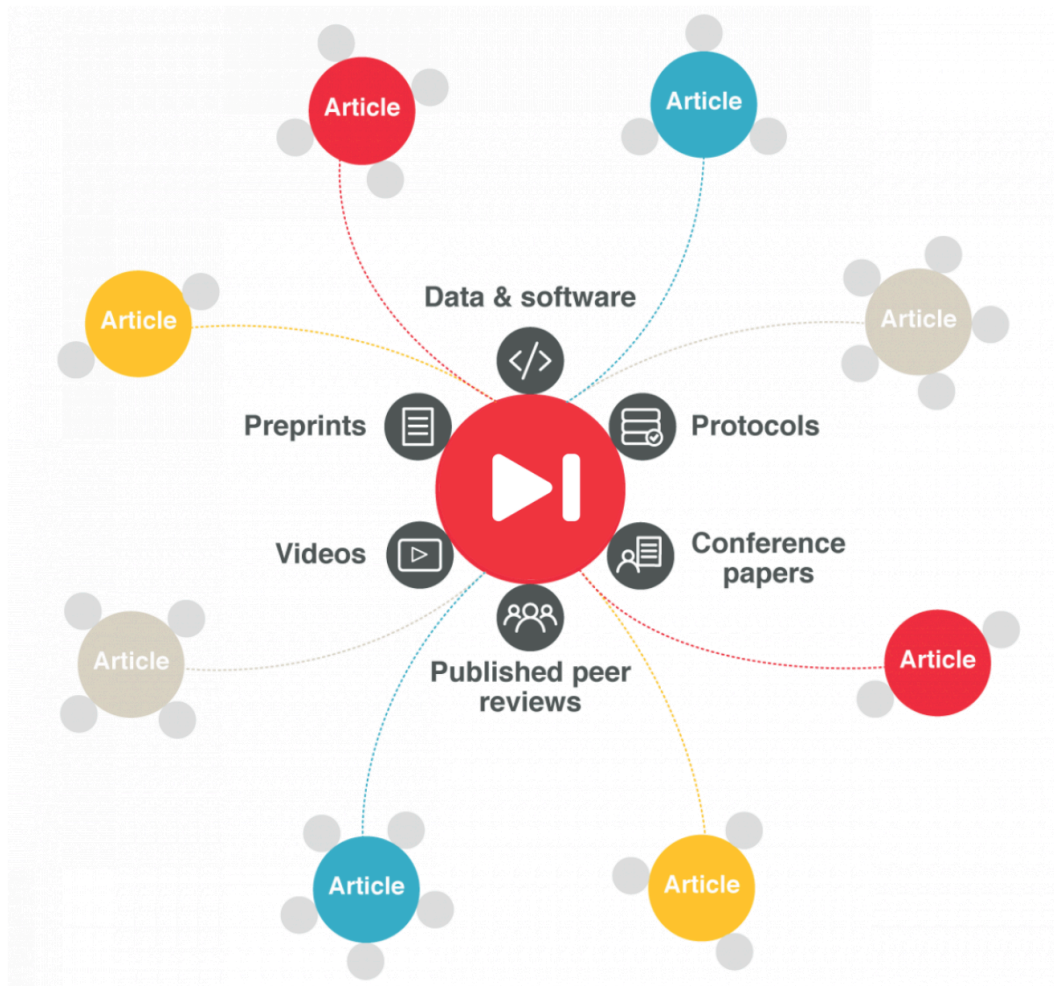 Article
Article
Article
Article
Data & software
Preprints
Protocols
Videos
Conference
papers
Published peer
reviews
Article
Article
Article
Article